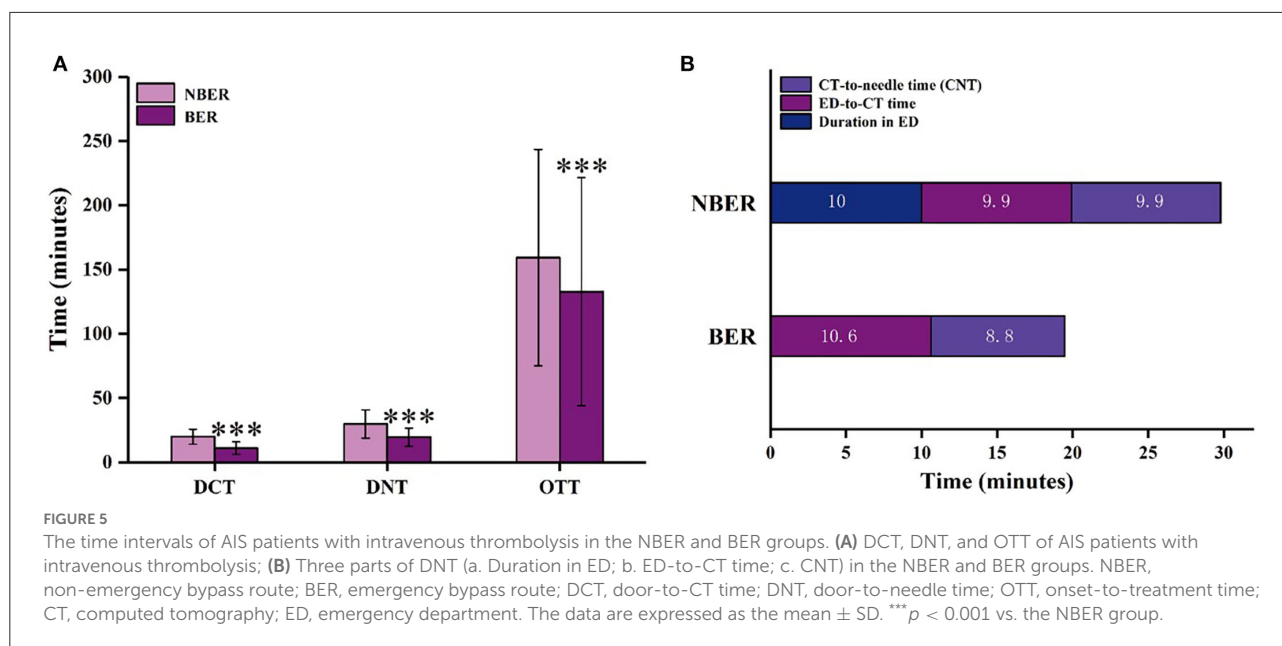 A
300
250
200
150
100
50
0
Time (minutes)
NBER
BER
***
***
***
DCT DNT OTT
B
CT-to-needle time (CNT)
ED-to-CT time
Duration in ED
NBER
10 9.9 9.9
BER
10.6 8.8
0 5 10 15 20 25 30
Time (minutes)
FIGURE 5
The time intervals of AIS patients with intravenous thrombolysis in the NBER and BER groups. (A) DCT, DNT, and OTT of AIS patients with
intravenous thrombolysis; (B) Three parts of DNT (a. Duration in ED; b. ED-to-CT time; c. CNT) in the NBER and BER groups. NBER,
non-emergency bypass route; BER, emergency bypass route; DCT, door-to-CT time; DNT, door-to-needle time; OTT, onset-to-treatment time;
CT, computed tomography; ED, emergency department. The data are expressed as the mean ± SD. ***p < 0.001 vs. the NBER group.